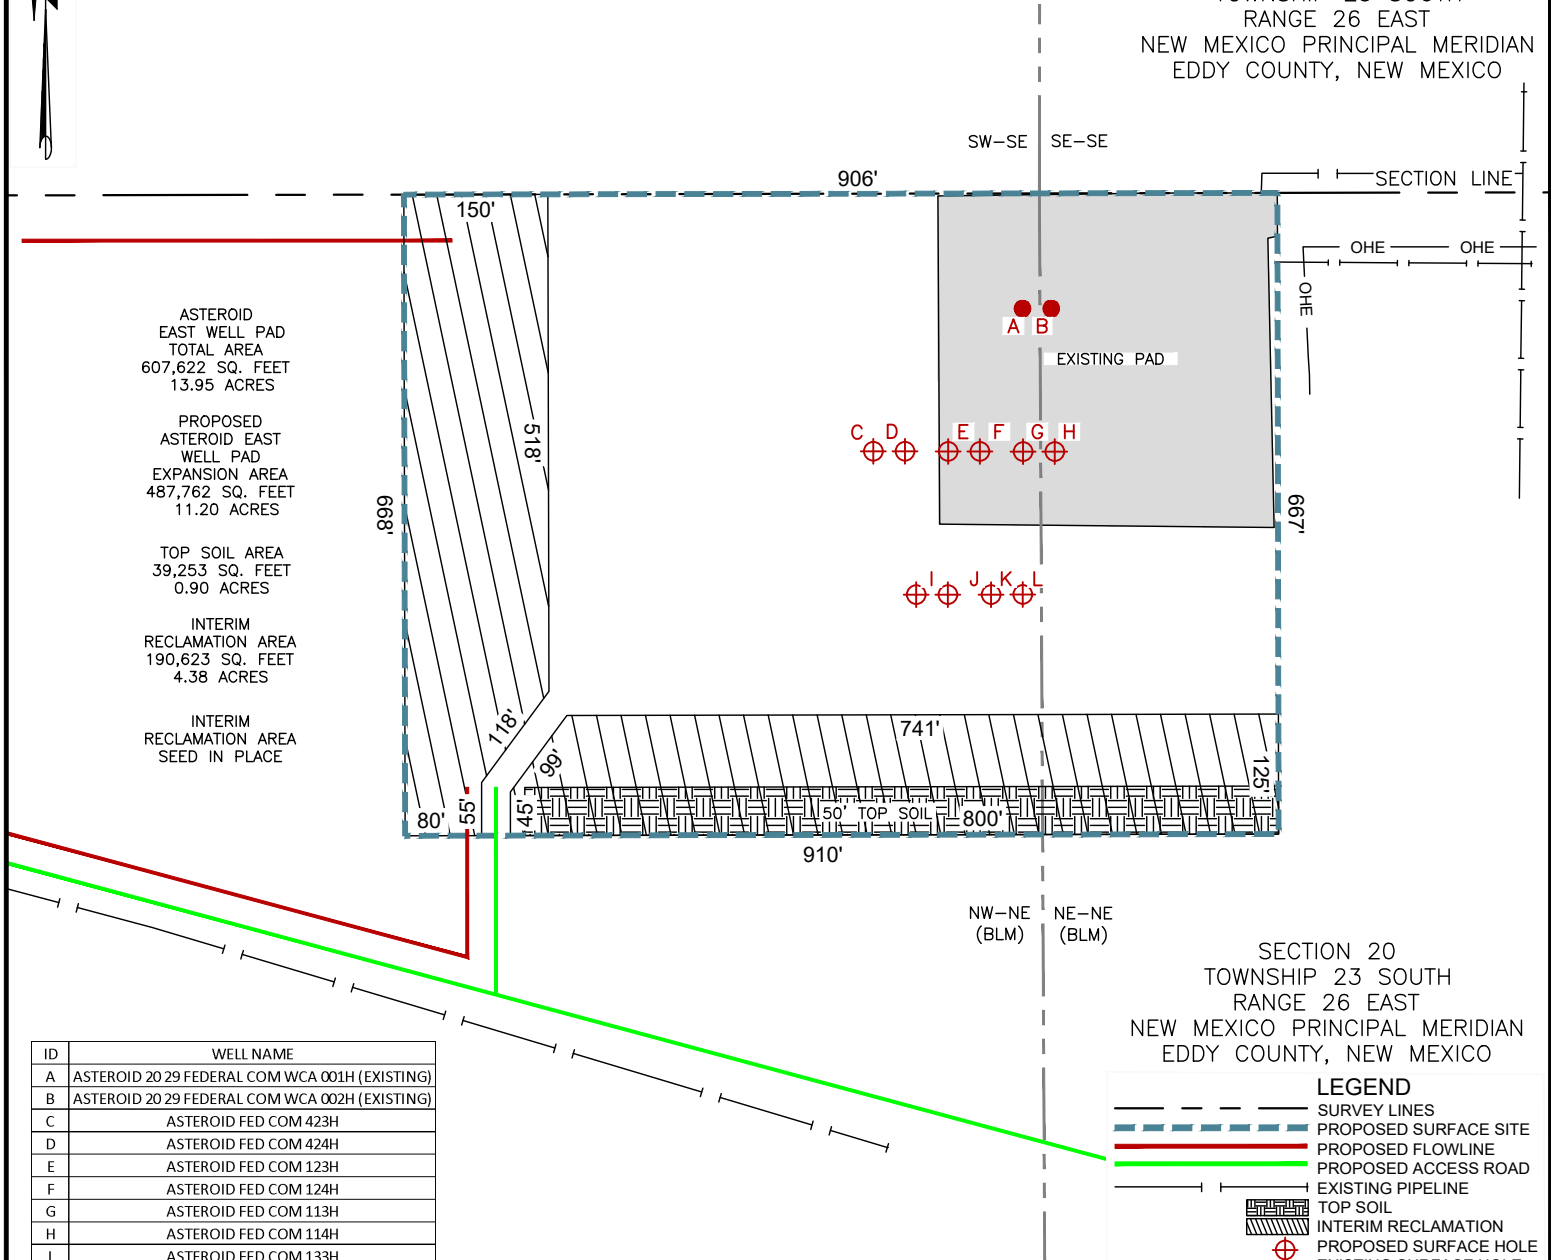 RANGE 26 EAST
NEW MEXICO PRINCIPAL MERIDIAN
EDDY COUNTY, NEW MEXICO
SW-SE
SE-SE
906'
SECTION LINE
150'
OHE
OHE
OHE
ASTEROID
EAST WELL PAD
TOTAL AREA
607,622 SQ. FEET
13.95 ACRES
A
B
EXISTING PAD
PROPOSED
ASTEROID EAST
WELL PAD
EXPANSION AREA
487,762 SQ. FEET
11.20 ACRES
518'
C
D
E
F
G
H
668'
667'
TOP SOIL AREA
39,253 SQ. FEET
0.90 ACRES
I
J
K
L
INTERIM
RECLAMATION AREA
190,623 SQ. FEET
4.38 ACRES
INTERIM
RECLAMATION AREA
SEED IN PLACE
118'
741'
99'
125'
80'
55'
45'
50' TOP SOIL
800'
910'
NW-NE
(BLM)
NE-NE
(BLM)
SECTION 20
TOWNSHIP 23 SOUTH
RANGE 26 EAST
NEW MEXICO PRINCIPAL MERIDIAN
EDDY COUNTY, NEW MEXICO
ID WELL NAME
A ASTEROID 20 29 FEDERAL COM WCA 001H (EXISTING)
B ASTEROID 20 29 FEDERAL COM WCA 002H (EXISTING)
C ASTEROID FED COM 423H
D ASTEROID FED COM 424H
E ASTEROID FED COM 123H
F ASTEROID FED COM 124H
G ASTEROID FED COM 113H
H ASTEROID FED COM 114H
I ASTEROID FED COM 133H
LEGEND
SURVEY LINES
PROPOSED SURFACE SITE
PROPOSED FLOWLINE
PROPOSED ACCESS ROAD
EXISTING PIPELINE
TOP SOIL
INTERIM RECLAMATION
PROPOSED SURFACE HOLE